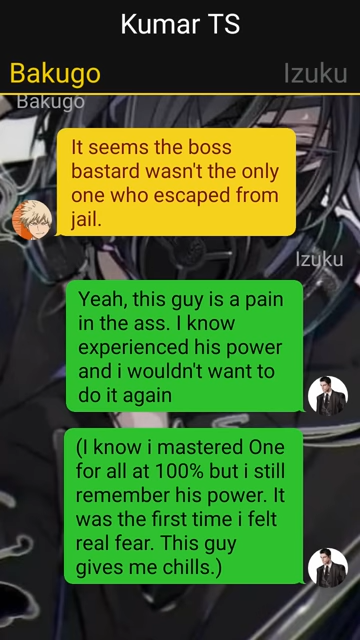 Kumar TS
Bakugo
Izuku
Bakugo
It seems the boss
bastard wasn't the only
one who escaped from
jail.
Izuku
Yeah, this guy is a pain
in the ass. I know
experienced his power
and i wouldn't want to
do it again
(I know i mastered One
for all at 100% but i still
remember his power. It
was the first time i felt
real fear. This guy
gives me chills.)